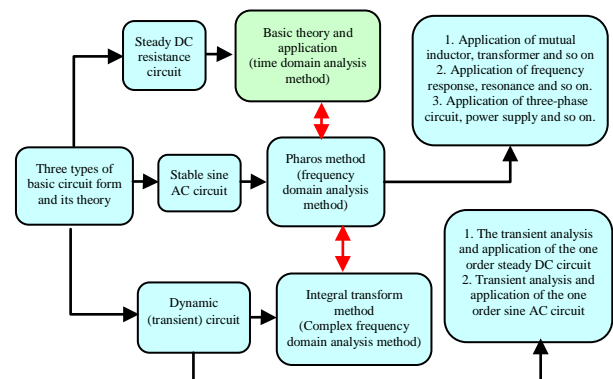 Steady DC
resistance
circuit
Basic theory and
application
(time domain analysis
method)
1. Application of mutual
inductor, transformer and so on
2. Application of frequency
response, resonance and so on.
3. Application of three-phase
circuit, power supply and so on.
Three types of
basic circuit form
and its theory
Stable sine
AC circuit
Pharos method
(frequency
domain analysis
method)
Dynamic
(transient) circuit
Integral transform
method
(Complex frequency
domain analysis method)
1. The transient analysis
and application of the one
order steady DC circuit
2. Transient analysis and
application of the one
order sine AC circuit